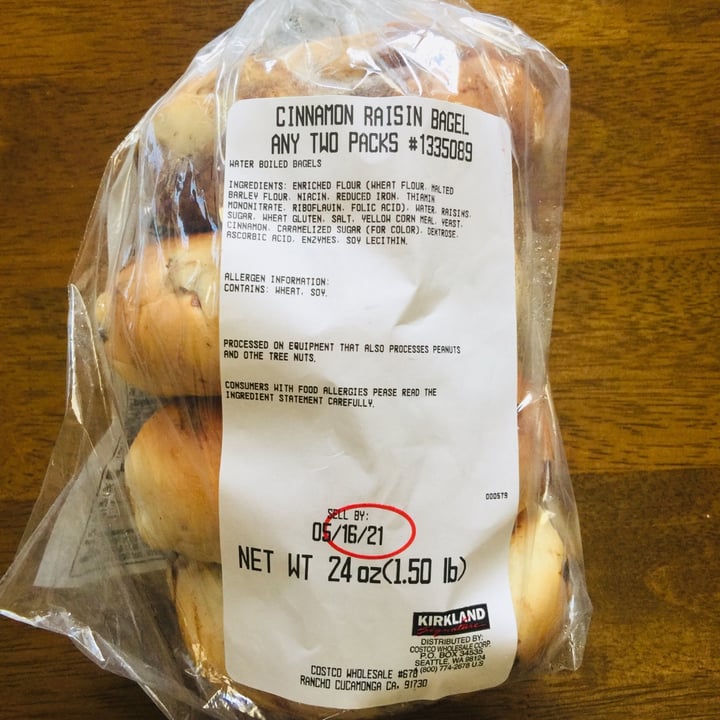 CINNAMON RAISIN BAGEL
ANY TWO PACKS #1335089
WATER BOILED BAGELS
INGREDIENTS: ENRICHED FLOUR (WHEAT FLOUR, MALTED
BARLEY FLOUR, NIACIN, REDUCED IRON, THIAMIN
MONONITRATE, RIBOFLAVIN, FOLIC ACID), WATER, RAISINS,
SUGAR, WHEAT GLUTEN, SALT, YELLOW CORN MEAL, YEAST,
CINNAMON, CARAMELIZED SUGAR (FOR COLOR), DEXTROSE,
ASCORBIC ACID, ENZYMES, SOY LECITHIN.
ALLERGEN INFORMATION:
CONTAINS: WHEAT, SOY.
PROCESSED ON EQUIPMENT THAT ALSO PROCESSES PEANUTS
AND OTHE TREE NUTS.
CONSUMERS WITH FOOD ALLERGIES PEASE READ THE
INGREDIENT STATEMENT CAREFULLY.
000579
SELL BY:
05/16/21
NET WT 24 oz(1.50 lb)
KIRKLAND
Signature
DISTRIBUTED BY:
COSTCO WHOLESALE CORP.
P.O. BOX 34535
SEATTLE, WA 98124
(800) 774-2678 U.S
COSTCO WHOLESALE #678
RANCHO CUCAMONGA CA, 91730